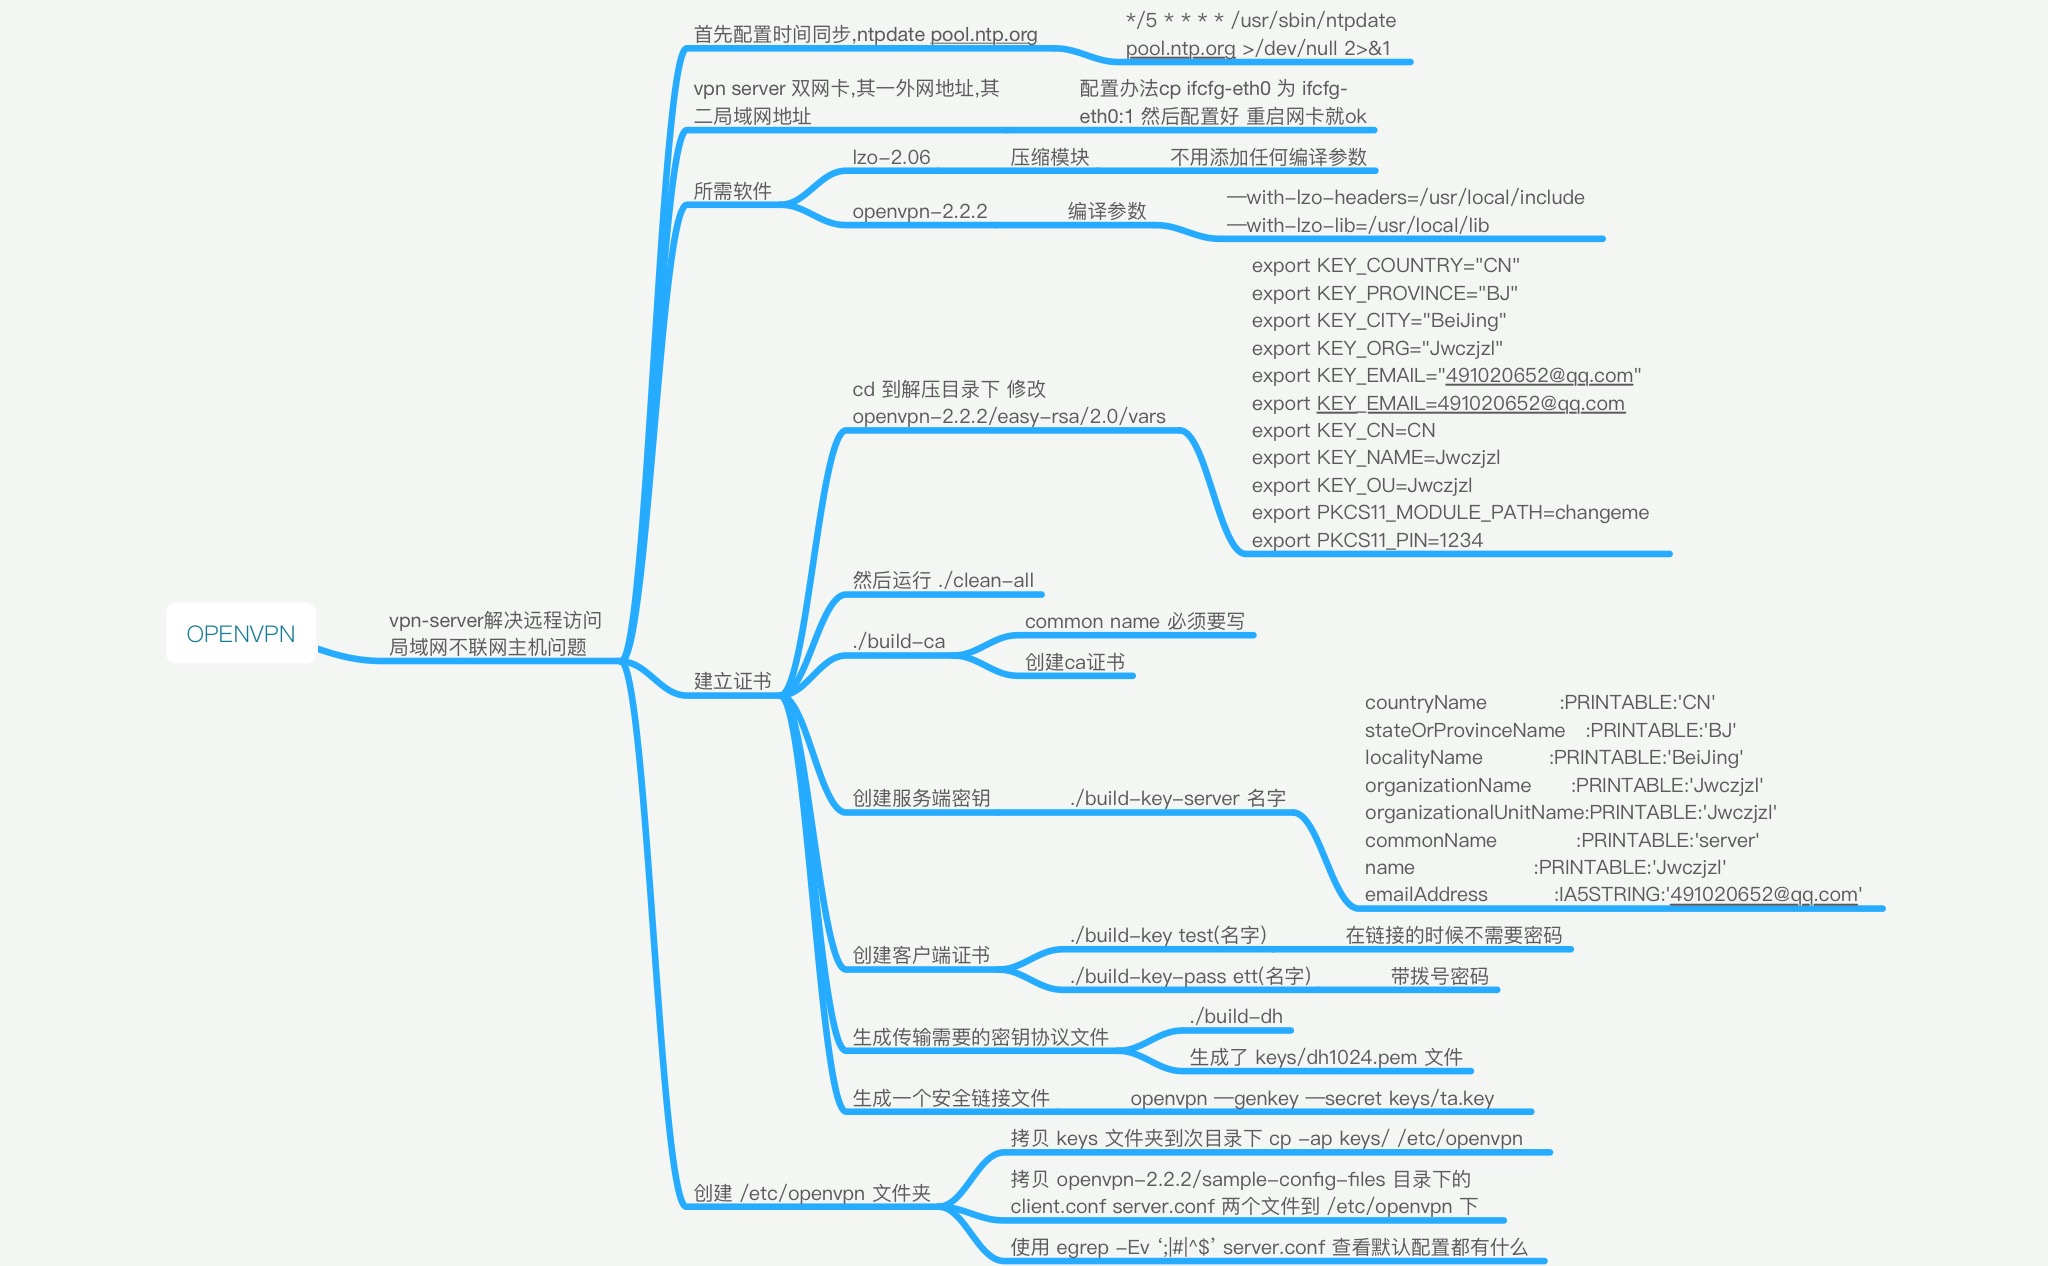 OPENVPN
vpn-server解决远程访问
局域网不联网主机问题
首先配置时间同步,ntpdate pool.ntp.org
*/5 * * * * /usr/sbin/ntpdate
pool.ntp.org >/dev/null 2>&1
vpn server 双网卡,其一外网地址,其
二局域网地址
配置办法cp ifcfg-eth0 为 ifcfg-
eth0:1 然后配置好 重启网卡就ok
所需软件
lzo-2.06
压缩模块
不用添加任何编译参数
openvpn-2.2.2
编译参数
—with-lzo-headers=/usr/local/include
—with-lzo-lib=/usr/local/lib
建立证书
cd 到解压目录下 修改
openvpn-2.2.2/easy-rsa/2.0/vars
export KEY_COUNTRY="CN"
export KEY_PROVINCE="BJ"
export KEY_CITY="BeiJing"
export KEY_ORG="Jwczjzl"
export KEY_EMAIL="491020652@qq.com"
export KEY_EMAIL=491020652@qq.com
export KEY_CN=CN
export KEY_NAME=Jwczjzl
export KEY_OU=Jwczjzl
export PKCS11_MODULE_PATH=changeme
export PKCS11_PIN=1234
然后运行 ./clean-all
./build-ca
common name 必须要写
创建ca证书
创建服务端密钥
./build-key-server 名字
countryName :PRINTABLE:'CN'
stateOrProvinceName :PRINTABLE:'BJ'
localityName :PRINTABLE:'BeiJing'
organizationName :PRINTABLE:'Jwczjzl'
organizationalUnitName:PRINTABLE:'Jwczjzl'
commonName :PRINTABLE:'server'
name :PRINTABLE:'Jwczjzl'
emailAddress :IA5STRING:'491020652@qq.com'
创建客户端证书
./build-key test(名字)
在链接的时候不需要密码
./build-key-pass ett(名字)
带拨号密码
生成传输需要的密钥协议文件
./build-dh
生成了 keys/dh1024.pem 文件
生成一个安全链接文件
openvpn —genkey —secret keys/ta.key
创建 /etc/openvpn 文件夹
拷贝 keys 文件夹到次目录下 cp -ap keys/ /etc/openvpn
拷贝 openvpn-2.2.2/sample-config-files 目录下的
client.conf server.conf 两个文件到 /etc/openvpn 下
使用 egrep -Ev ‘;|#|^$’ server.conf 查看默认配置都有什么